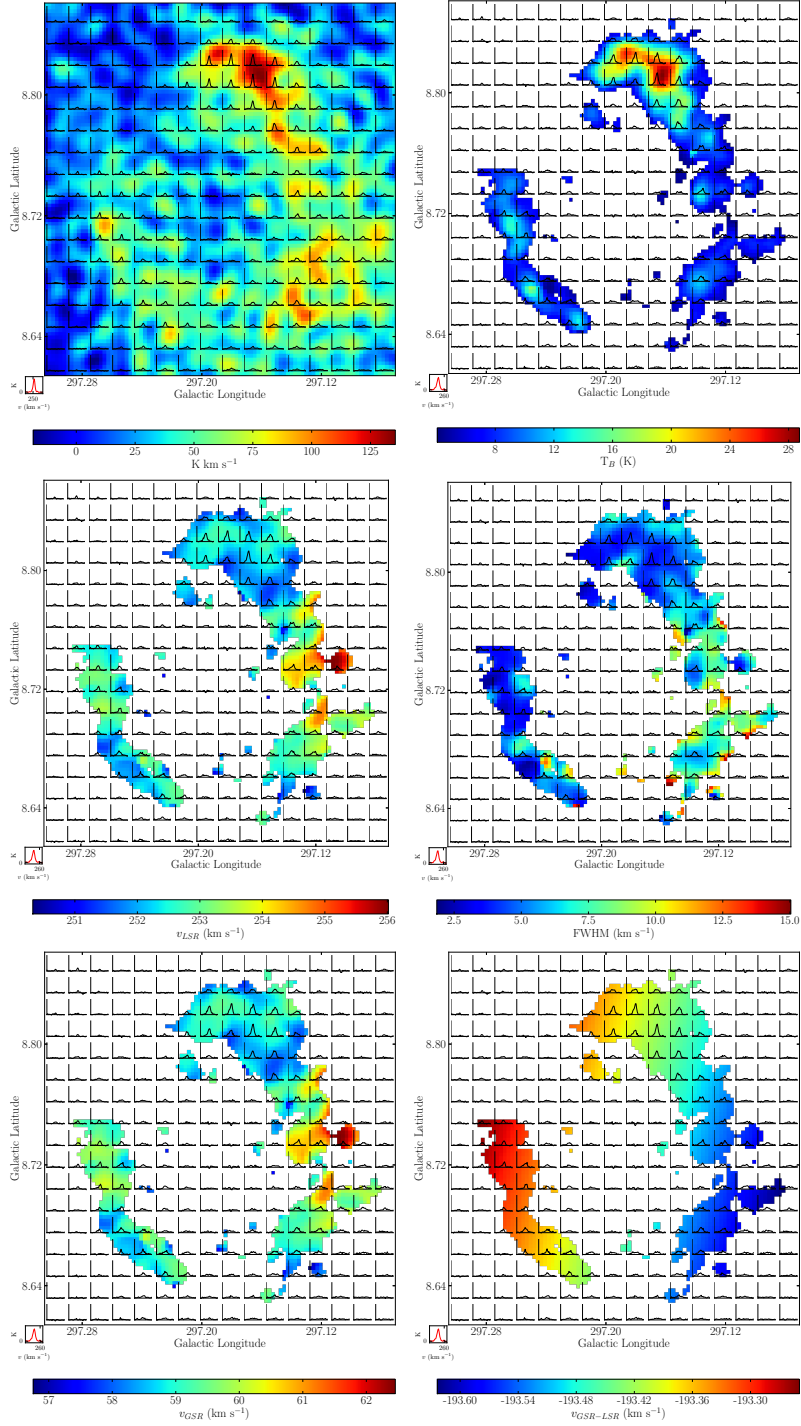 8.80
8.72
8.64
Galactic Latitude
297.28 297.20 297.12
Galactic Longitude
K
0
250
v (km s⁻¹)
0 25 50 75 100 125
K km s⁻¹
8.80
8.72
8.64
Galactic Latitude
297.28 297.20 297.12
Galactic Longitude
K
0
260
v (km s⁻¹)
8 12 16 20 24 28
T_B (K)
8.80
8.72
8.64
Galactic Latitude
297.28 297.20 297.12
Galactic Longitude
K
0
260
v (km s⁻¹)
251 252 253 254 255 256
v_LSR (km s⁻¹)
8.80
8.72
8.64
Galactic Latitude
297.28 297.20 297.12
Galactic Longitude
K
0
260
v (km s⁻¹)
2.5 5.0 7.5 10.0 12.5 15.0
FWHM (km s⁻¹)
8.80
8.72
8.64
Galactic Latitude
297.28 297.20 297.12
Galactic Longitude
K
0
260
v (km s⁻¹)
57 58 59 60 61 62
v_GSR (km s⁻¹)
8.80
8.72
8.64
Galactic Latitude
297.28 297.20 297.12
Galactic Longitude
K
0
260
v (km s⁻¹)
-193.60 -193.54 -193.48 -193.42 -193.36 -193.30
v_GSR−LSR (km s⁻¹)